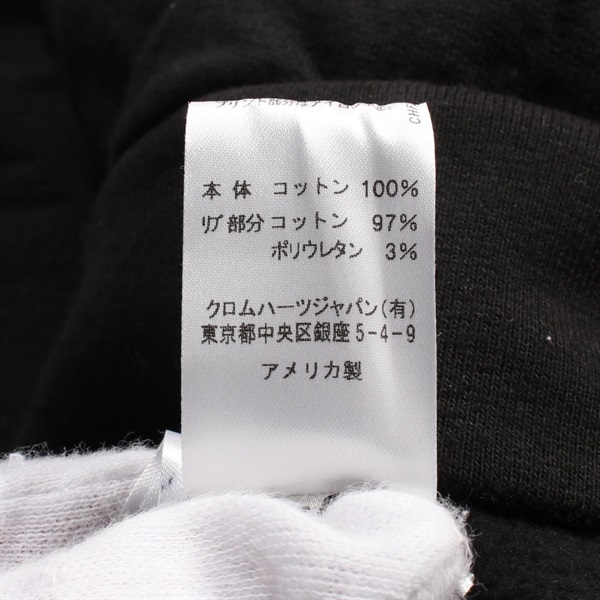 本体 コットン 100%
リブ部分 コットン 97%
ポリウレタン 3%
クロムハーツジャパン(有)
東京都中央区銀座5-4-9
アメリカ製